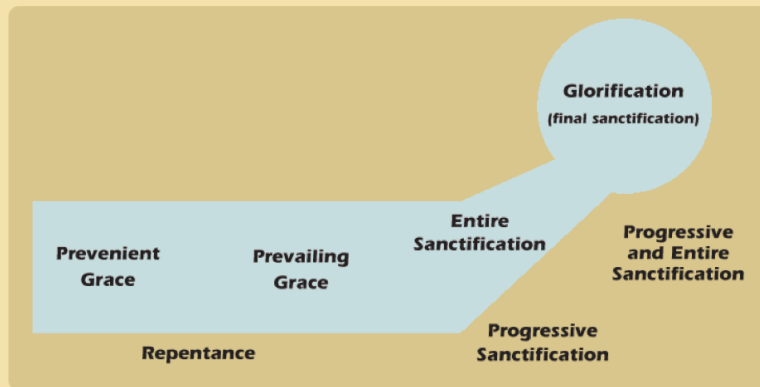 Glorification
(final sanctification)
Entire
Sanctification
Progressive
and Entire
Sanctification
Prevenient
Grace
Prevailing
Grace
Repentance
Progressive
Sanctification